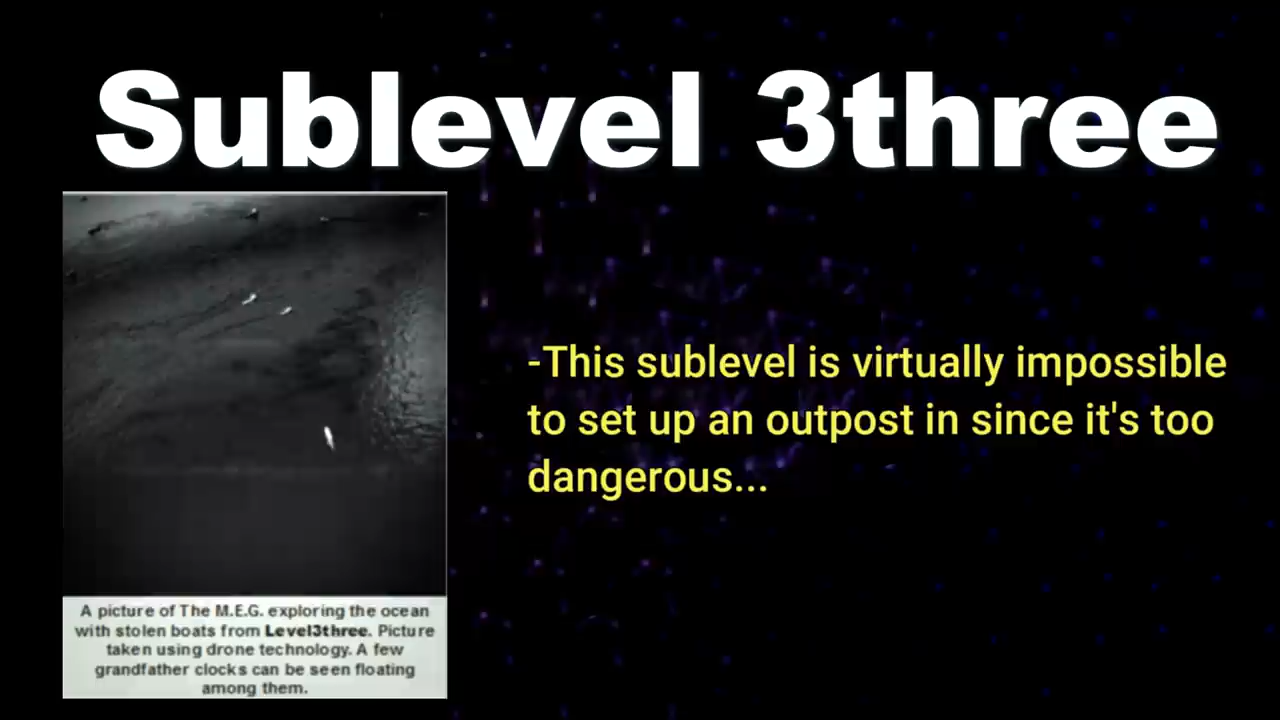 Sublevel 3three
-This sublevel is virtually impossible
to set up an outpost in since it's too
dangerous...
A picture of The M.E.G. exploring the ocean
with stolen boats from Level3three. Picture
taken using drone technology. A few
grandfather clocks can be seen floating
among them.